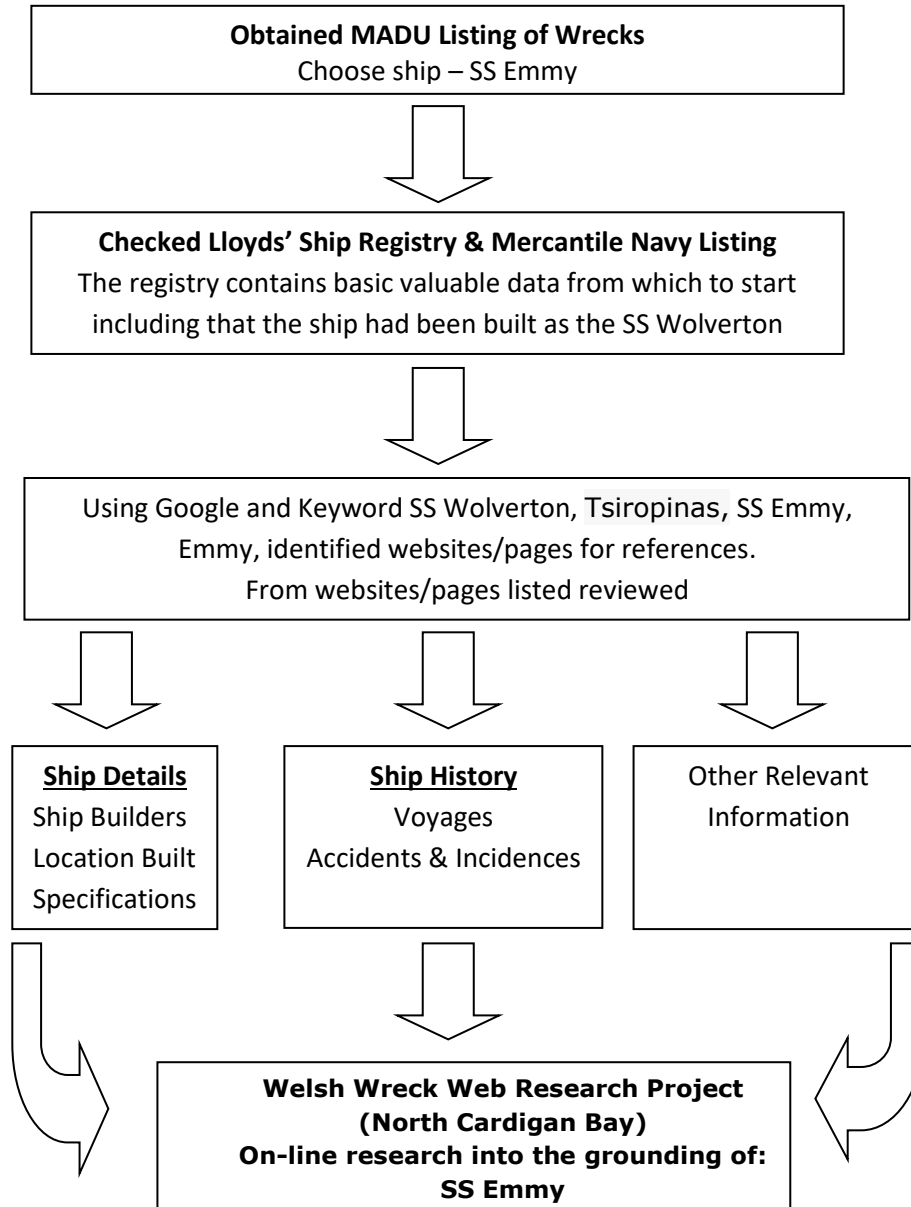 Obtained MADU Listing of Wrecks
Choose ship – SS Emmy
Checked Lloyds' Ship Registry & Mercantile Navy Listing
The registry contains basic valuable data from which to start
including that the ship had been built as the SS Wolverton
Using Google and Keyword SS Wolverton, Tsiropinas, SS Emmy,
Emmy, identified websites/pages for references.
From websites/pages listed reviewed
Ship Details
Ship Builders
Location Built
Specifications
Ship History
Voyages
Accidents & Incidences
Other Relevant
Information
Welsh Wreck Web Research Project
(North Cardigan Bay)
On-line research into the grounding of:
SS Emmy